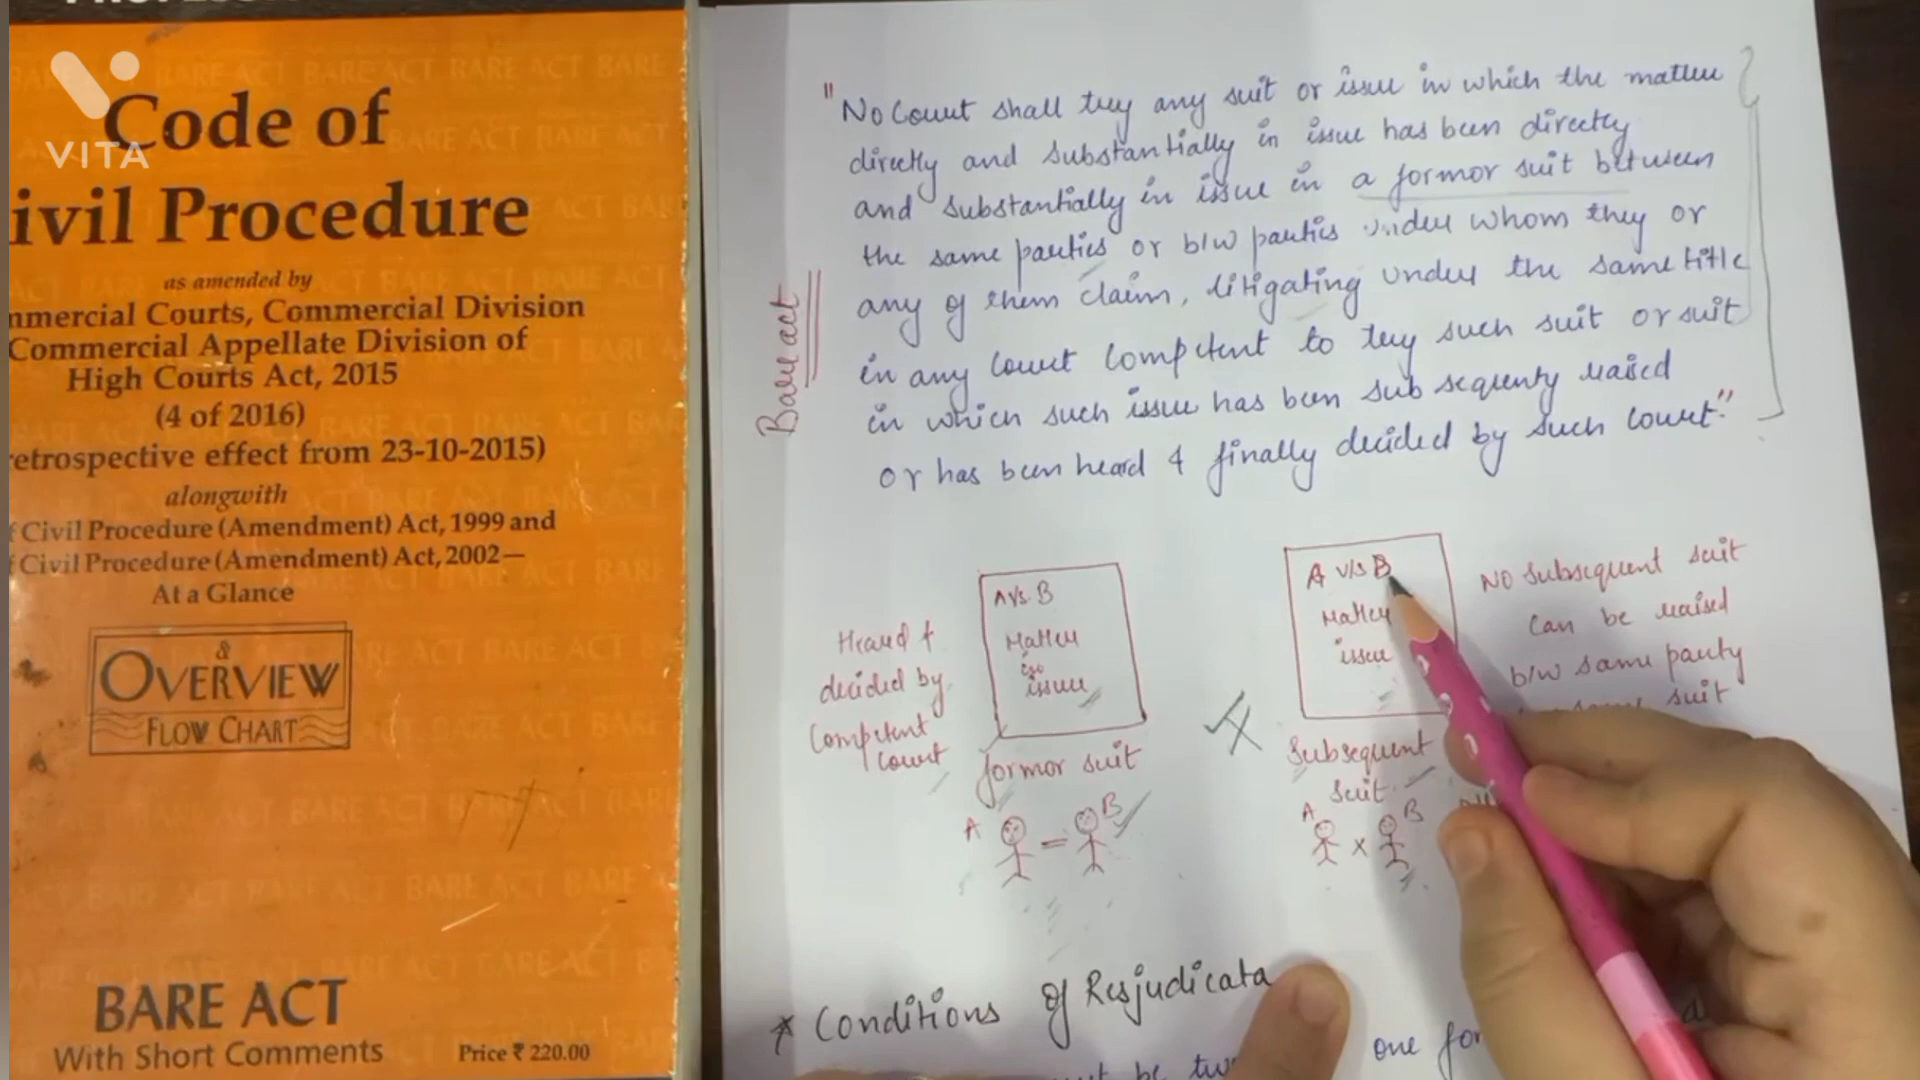 VITA
Code of
ivil Procedure
as amended by
mmercial Courts, Commercial Division
Commercial Appellate Division of
High Courts Act, 2015
(4 of 2016)
etrospective effect from 23-10-2015)
alongwith
f Civil Procedure (Amendment) Act, 1999 and
f Civil Procedure (Amendment) Act, 2002—
At a Glance
&
OVERVIEW
FLOW CHART
BARE ACT
With Short Comments
Price ₹ 220.00
Bare act
"No Court shall try any suit or issue in which the matter
directly and substantially in issue has been directly
and substantially in issue in a formor suit between
the same parties or b/w parties under whom they or
any of them claim, litigating under the same title
in any court competent to try such suit or suit
in which such issue has been sub sequenty raised
or has been heard & finally decided by such court."
Heard &
decided by
Competent
Court
A v/s B
Matter
issue
formor suit
A
B
A v/s B
Matter
issue
Subsequent
suit
A
B
No subsequent suit
can be raised
b/w same party
suit
* Conditions of Resjudicata
be
one for